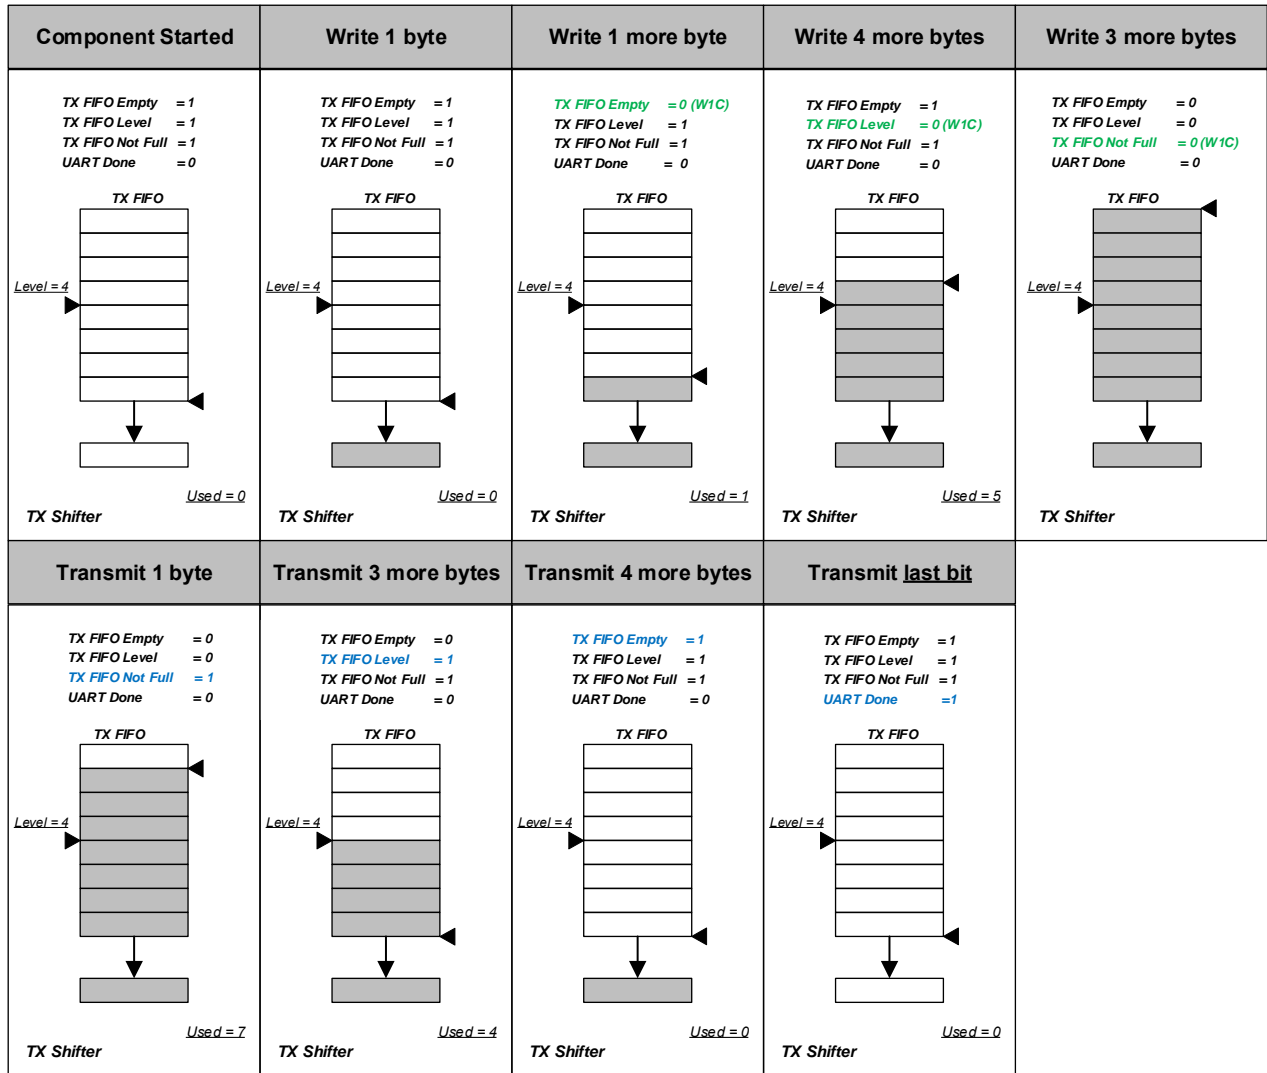 Component Started
TX FIFO Empty = 1
TX FIFO Level = 1
TX FIFO Not Full = 1
UART Done = 0
TX FIFO
Level = 4
Used = 0
TX Shifter
Write 1 byte
TX FIFO Empty = 1
TX FIFO Level = 1
TX FIFO Not Full = 1
UART Done = 0
TX FIFO
Level = 4
Used = 0
TX Shifter
Write 1 more byte
TX FIFO Empty = 0 (W1C)
TX FIFO Level = 1
TX FIFO Not Full = 1
UART Done = 0
TX FIFO
Level = 4
Used = 1
TX Shifter
Write 4 more bytes
TX FIFO Empty = 1
TX FIFO Level = 0 (W1C)
TX FIFO Not Full = 1
UART Done = 0
TX FIFO
Level = 4
Used = 5
TX Shifter
Write 3 more bytes
TX FIFO Empty = 0
TX FIFO Level = 0
TX FIFO Not Full = 0 (W1C)
UART Done = 0
TX FIFO
Level = 4
TX Shifter
Transmit 1 byte
TX FIFO Empty = 0
TX FIFO Level = 0
TX FIFO Not Full = 1
UART Done = 0
TX FIFO
Level = 4
Used = 7
TX Shifter
Transmit 3 more bytes
TX FIFO Empty = 0
TX FIFO Level = 1
TX FIFO Not Full = 1
UART Done = 0
TX FIFO
Level = 4
Used = 4
TX Shifter
Transmit 4 more bytes
TX FIFO Empty = 1
TX FIFO Level = 1
TX FIFO Not Full = 1
UART Done = 0
TX FIFO
Level = 4
Used = 0
TX Shifter
Transmit last bit
TX FIFO Empty = 1
TX FIFO Level = 1
TX FIFO Not Full = 1
UART Done =1
TX FIFO
Level = 4
Used = 0
TX Shifter